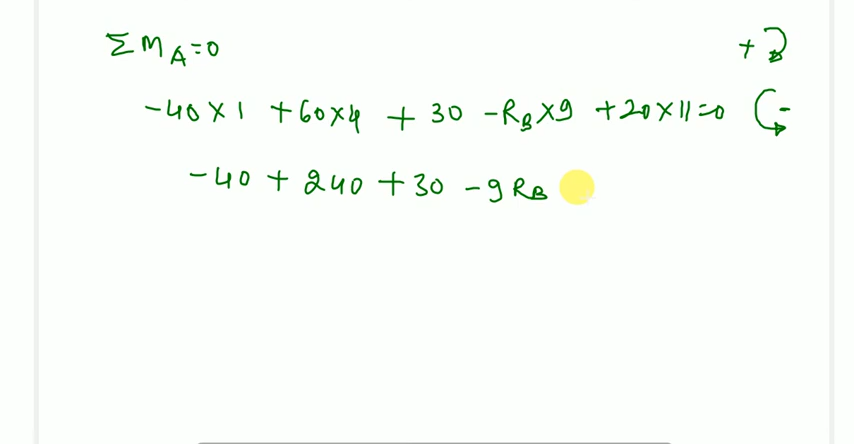 ΣM_A=0 +↻
-40×1 +60×4 + 30 -R_B×9 +20×11=0 ↺-
-40 + 240 + 30 -9R_B